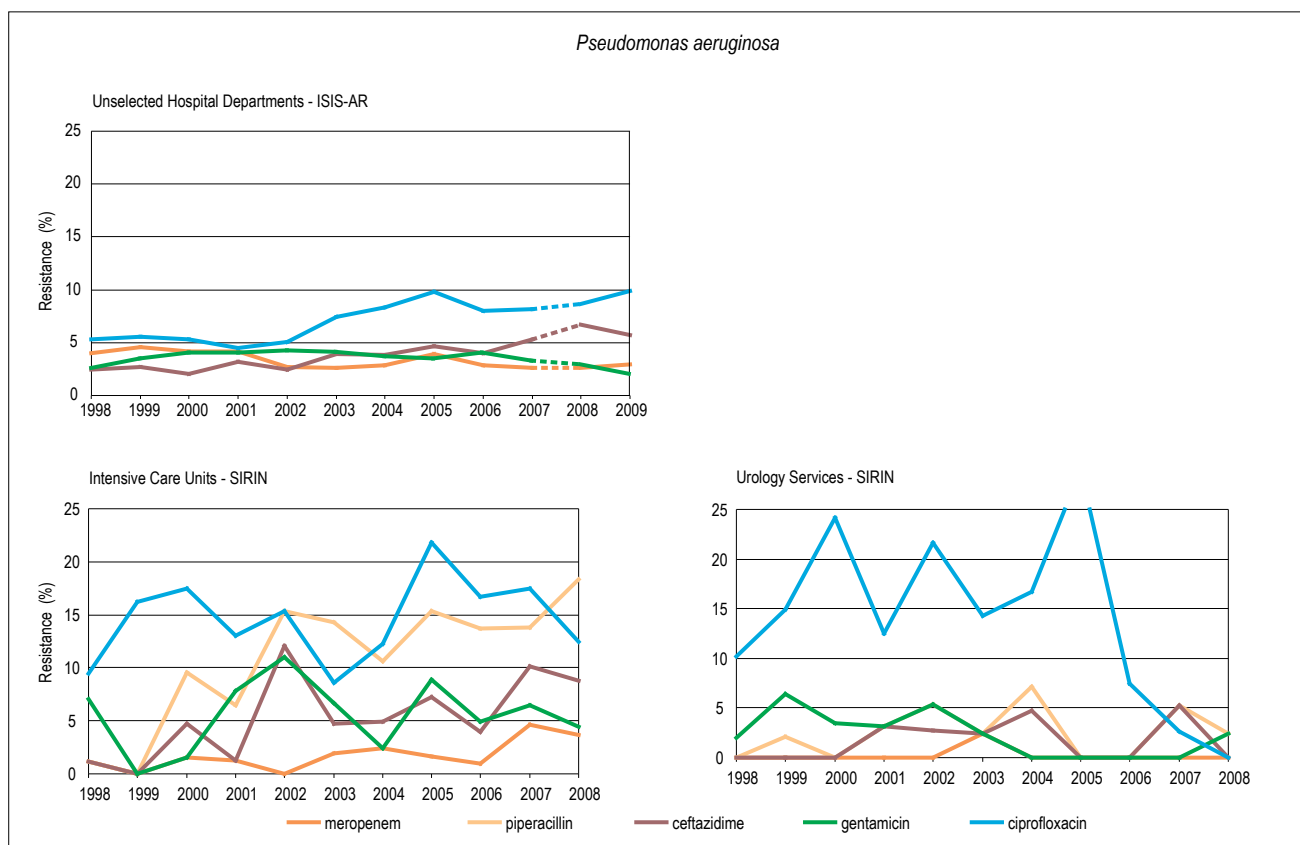 Pseudomonas aeruginosa
Unselected Hospital Departments - ISIS-AR
Resistance (%)
25
20
15
10
5
0
1998 1999 2000 2001 2002 2003 2004 2005 2006 2007 2008 2009
Intensive Care Units - SIRIN
Resistance (%)
25
20
15
10
5
0
1998 1999 2000 2001 2002 2003 2004 2005 2006 2007 2008
Urology Services - SIRIN
25
20
15
10
5
0
1998 1999 2000 2001 2002 2003 2004 2005 2006 2007 2008
meropenem piperacillin ceftazidime gentamicin ciprofloxacin